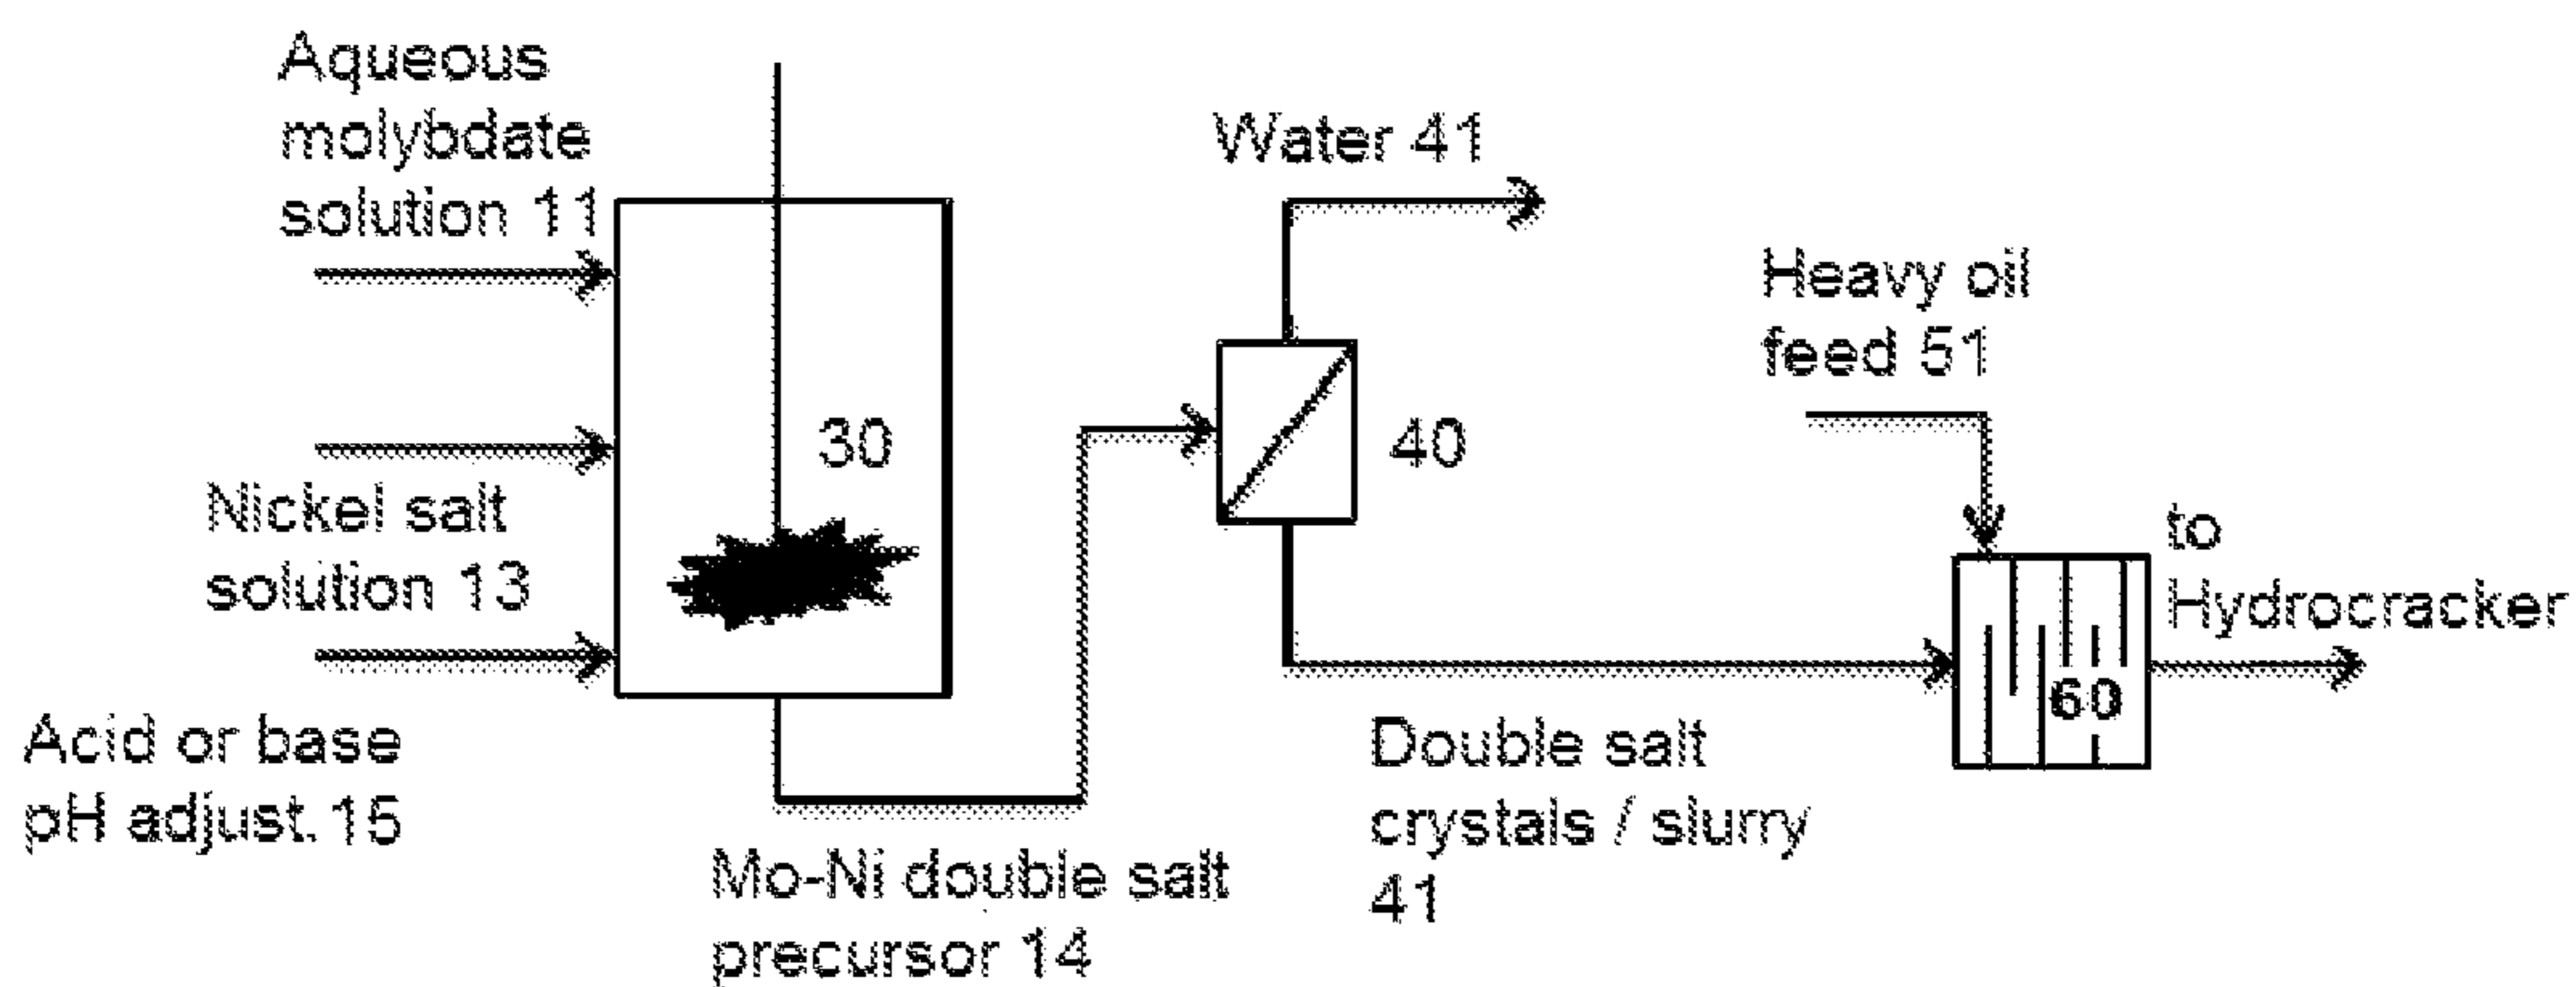 Aqueous
molybdate
solution 11
Nickel salt
solution 13
Acid or base
pH adjust. 15
30
Mo-Ni double salt
precursor 14
Water 41
40
Double salt
crystals / slurry
41
Heavy oil
feed 51
60
to
Hydrocracker